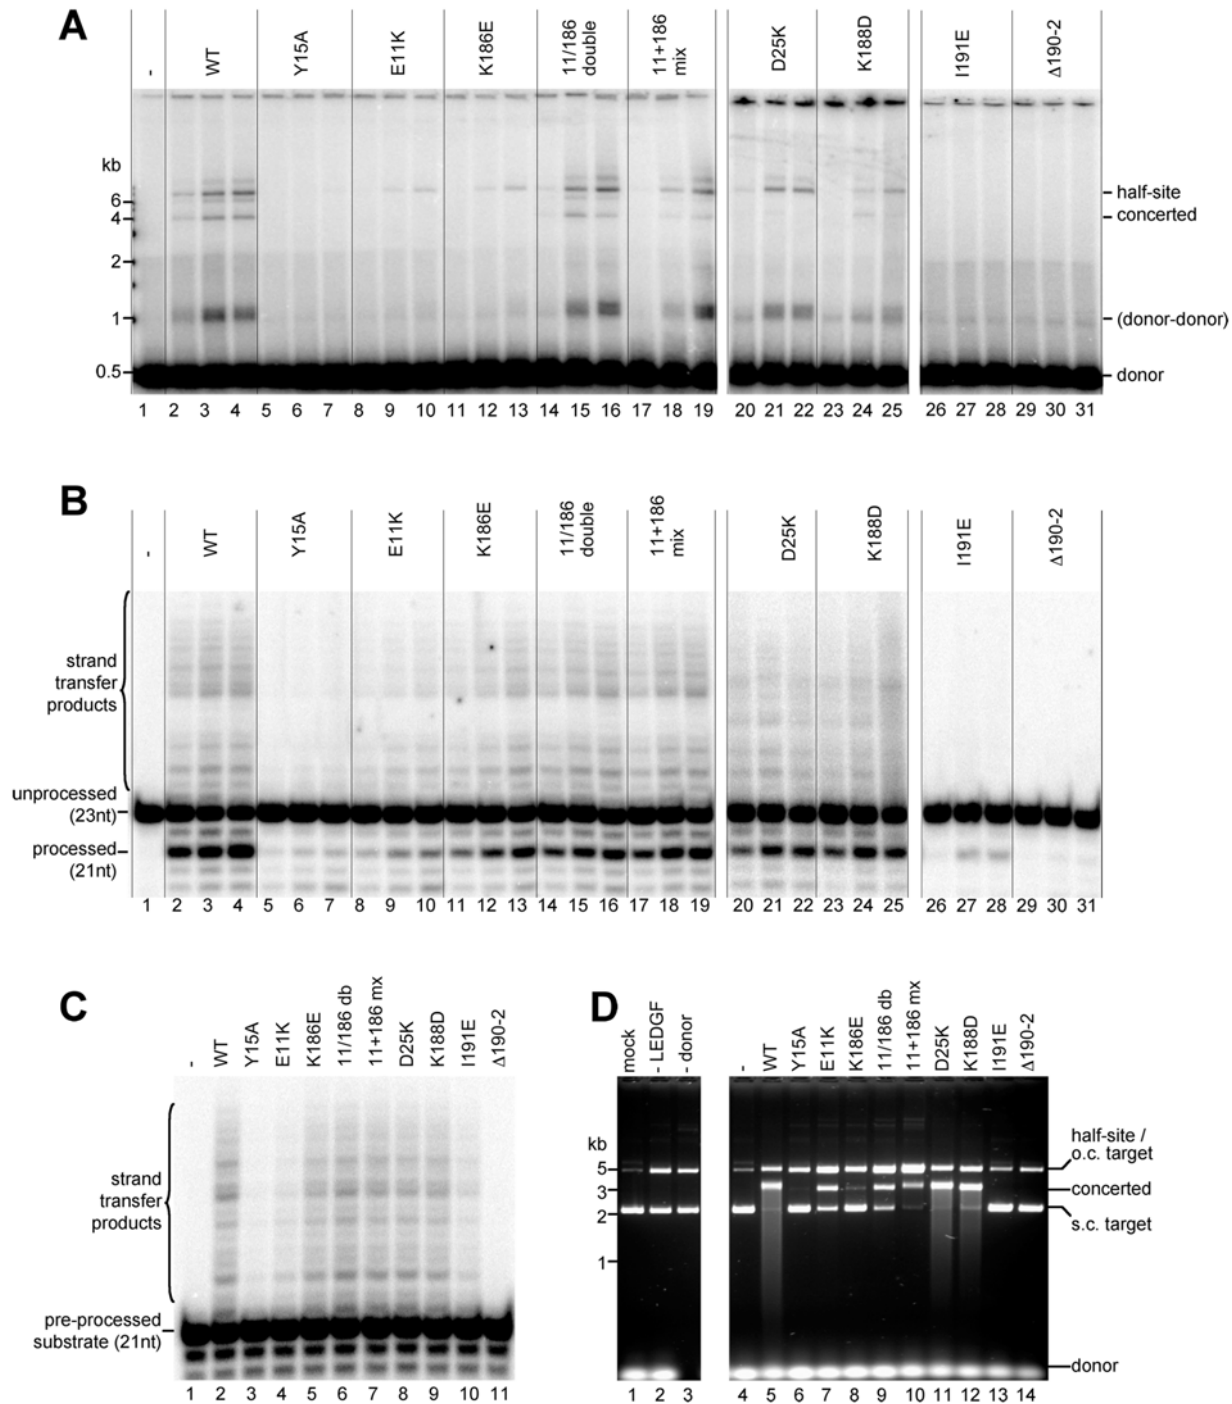 A
-
WT
Y15A
E11K
K186E
11/186
double
11+186
mix
D25K
K188D
I191E
Δ190-2
kb
6
4
2
1
0.5
half-site
concerted
(donor-donor)
donor
1 2 3 4 5 6 7 8 9 10 11 12 13 14 15 16 17 18 19 20 21 22 23 24 25 26 27 28 29 30 31
B
-
WT
Y15A
E11K
K186E
11/186
double
11+186
mix
D25K
K188D
I191E
Δ190-2
strand
transfer
products
unprocessed
(23nt)
processed
(21nt)
1 2 3 4 5 6 7 8 9 10 11 12 13 14 15 16 17 18 19 20 21 22 23 24 25 26 27 28 29 30 31
C
-
WT
Y15A
E11K
K186E
11/186 db
11+186 mx
D25K
K188D
I191E
Δ190-2
strand
transfer
products
pre-processed
substrate (21nt)
1 2 3 4 5 6 7 8 9 10 11
D
mock
- LEDGF
- donor
-
WT
Y15A
E11K
K186E
11/186 db
11+186 mx
D25K
K188D
I191E
Δ190-2
kb
5
3
2
1
half-site /
o.c. target
concerted
s.c. target
donor
1 2 3 4 5 6 7 8 9 10 11 12 13 14